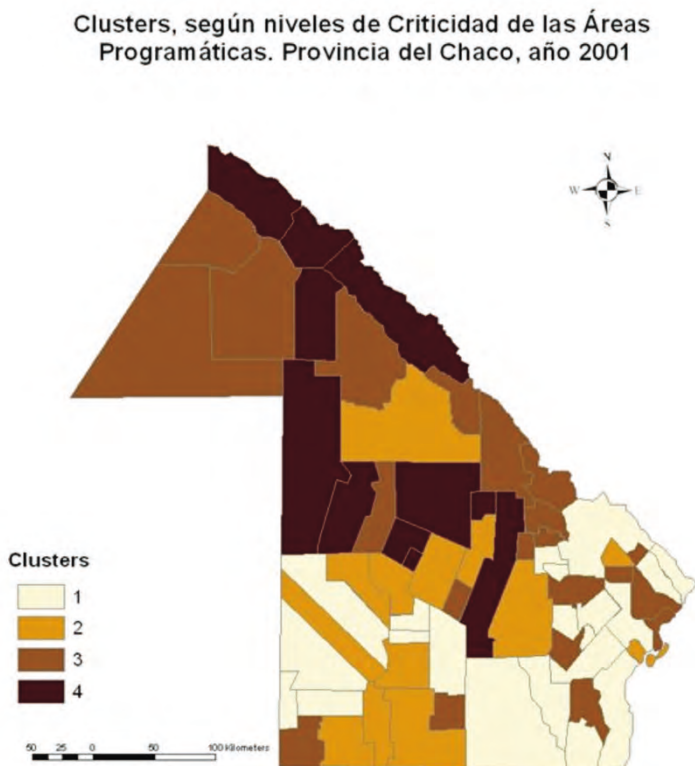 Clusters, según niveles de Criticidad de las Áreas
Programáticas. Provincia del Chaco, año 2001
N
W E
S
Clusters
1
2
3
4
50 25 0 50 100 Kilometers